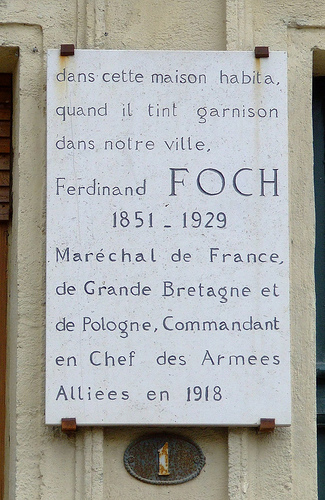 dans cette maison habita,
quand il tint garnison
dans notre ville,
Ferdinand FOCH
1851 - 1929
Maréchal de France,
de Grande Bretagne et
de Pologne, Commandant
en Chef des Armees
Alliees en 1918
1